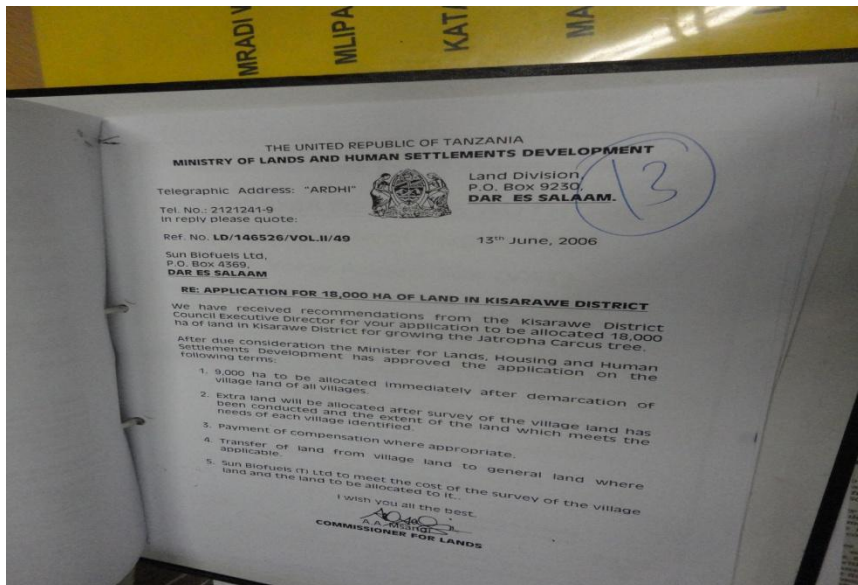 MRADI
MLIPA
KATA
MA
THE UNITED REPUBLIC OF TANZANIA
MINISTRY OF LANDS AND HUMAN SETTLEMENTS DEVELOPMENT
Telegraphic Address: "ARDHI"
Tel. No.: 2121241-9
In reply please quote:
Land Division,
P.O. Box 9230,
DAR ES SALAAM.
13
Ref. No. LD/146526/VOL.II/49
13th June, 2006
Sun Biofuels Ltd,
P.O. Box 4369,
DAR ES SALAAM
RE: APPLICATION FOR 18,000 HA OF LAND IN KISARAWE DISTRICT
We have received recommendations from the Kisarawe District
Council Executive Director for your application to be allocated 18,000
ha of land in Kisarawe District for growing the Jatropha Carcus tree.
After due consideration the Minister for Lands, Housing and Human
Settlements Development has approved the application on the
following terms:
1. 9,000 ha to be allocated immediately after demarcation of
village land of all villages.
2. Extra land will be allocated after survey of the village land has
been conducted and the extent of the land which meets the
needs of each village identified.
3. Payment of compensation where appropriate.
4. Transfer of land from village land to general land where
applicable.
5. Sun Biofuels (T) Ltd to meet the cost of the survey of the village
land and the land to be allocated to it..
I wish you all the best.
A.A. Msangi
COMMISSIONER FOR LANDS